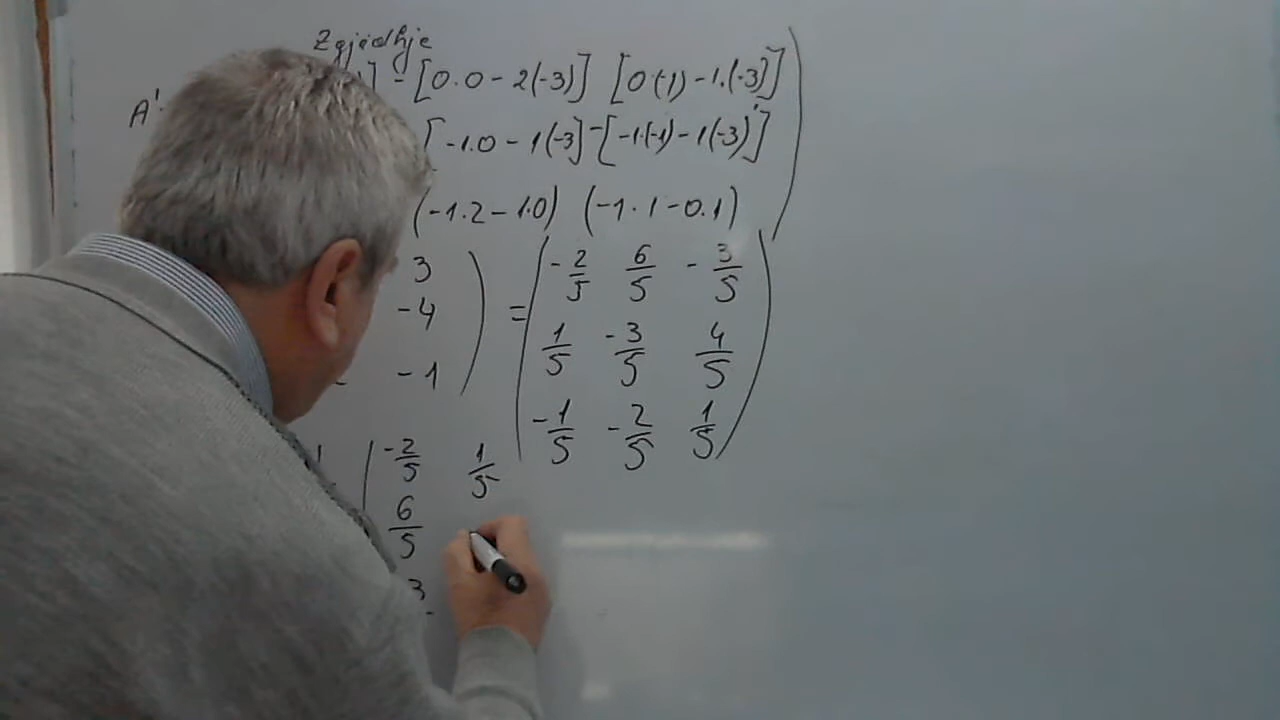 Zgjedhje
1] - [0.0 - 2(-3)] [0(-1) - 1.(-3)]
A'
[-1.0 - 1(-3] - [-1.(-1) - 1(-3)]
(-1.2 - 1.0) (-1.1 - 0.1)
3
-4
-1
=
-2/5 6/5 -3/5
1/5 -3/5 4/5
-1/5 -2/5 1/5
-2/5 1/5
6/5
3